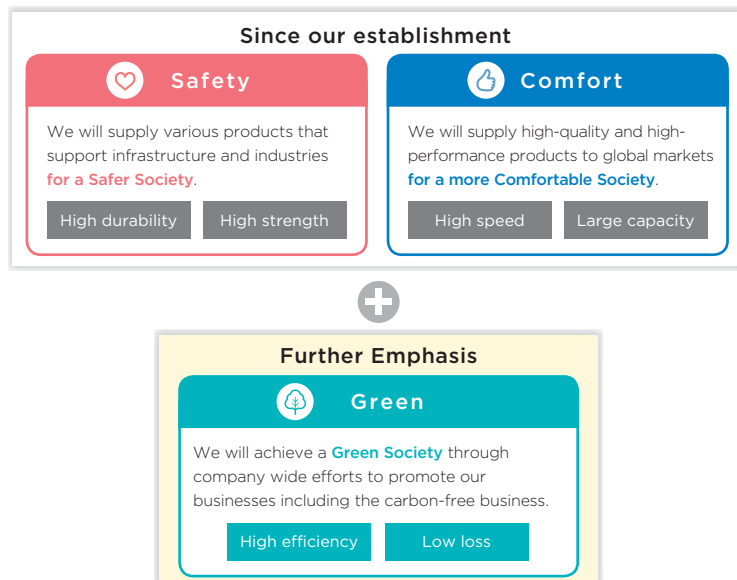 Since our establishment
Safety
We will supply various products that
support infrastructure and industries
for a Safer Society.
High durability
High strength
Comfort
We will supply high-quality and high-
performance products to global markets
for a more Comfortable Society.
High speed
Large capacity
Further Emphasis
Green
We will achieve a Green Society through
company wide efforts to promote our
businesses including the carbon-free business.
High efficiency
Low loss